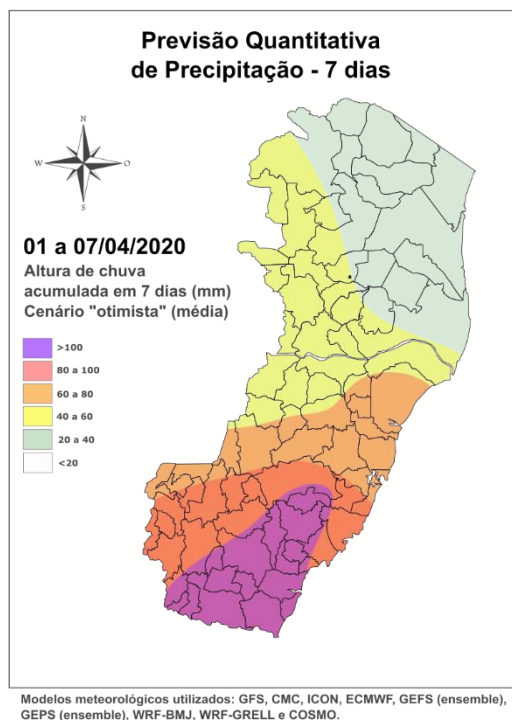 Previsão Quantitativa
de Precipitação - 7 dias
N
W
O
S
01 a 07/04/2020
Altura de chuva
acumulada em 7 dias (mm)
Cenário "otimista" (média)
>100
80 a 100
60 a 80
40 a 60
20 a 40
<20
Modelos meteorológicos utilizados: GFS, CMC, ICON, ECMWF, GEFS (ensemble),
GEPS (ensemble), WRF-BMJ, WRF-GRELL e COSMO.